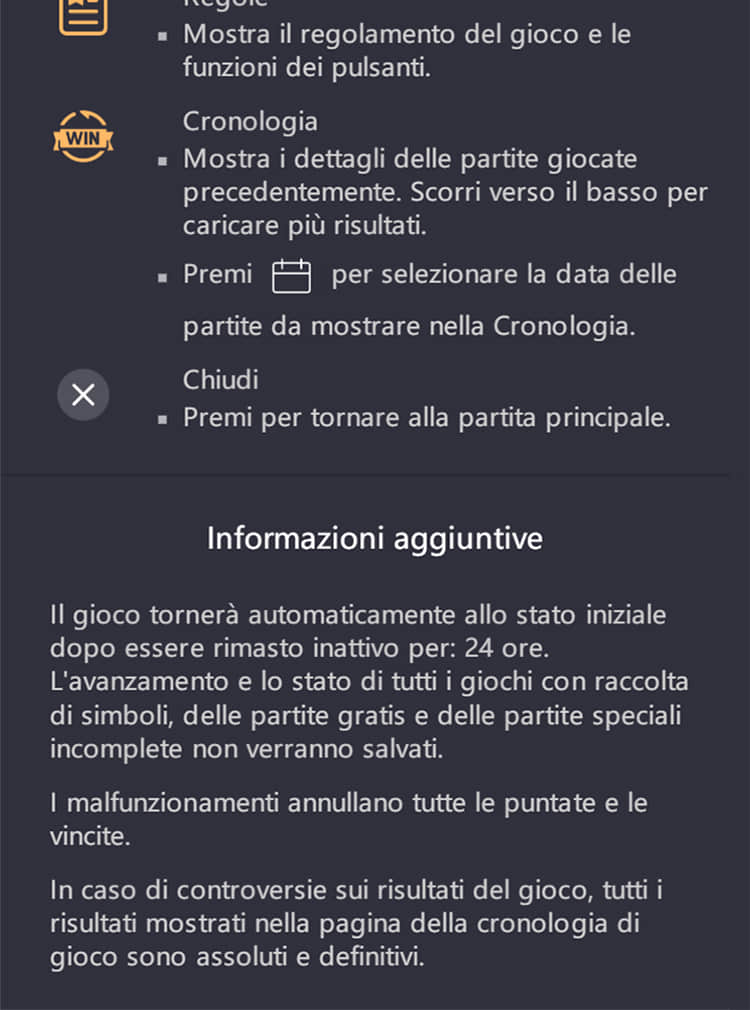 Regole
Mostra il regolamento del gioco e le
funzioni dei pulsanti.
WIN
Cronologia
Mostra i dettagli delle partite giocate
precedentemente. Scorri verso il basso per
caricare più risultati.
Premi per selezionare la data delle
partite da mostrare nella Cronologia.
Chiudi
Premi per tornare alla partita principale.
Informazioni aggiuntive
Il gioco tornerà automaticamente allo stato iniziale
dopo essere rimasto inattivo per: 24 ore.
L'avanzamento e lo stato di tutti i giochi con raccolta
di simboli, delle partite gratis e delle partite speciali
incomplete non verranno salvati.
I malfunzionamenti annullano tutte le puntate e le
vincite.
In caso di controversie sui risultati del gioco, tutti i
risultati mostrati nella pagina della cronologia di
gioco sono assoluti e definitivi.